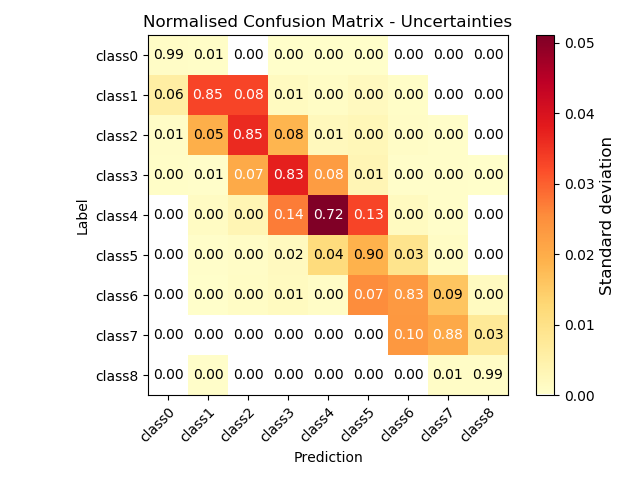 Normalised Confusion Matrix - Uncertainties
class0 0.99 0.01 0.00 0.00 0.00 0.00 0.00 0.00 0.00
class1 0.06 0.85 0.08 0.01 0.00 0.00 0.00 0.00 0.00
class2 0.01 0.05 0.85 0.08 0.01 0.00 0.00 0.00 0.00
class3 0.00 0.01 0.07 0.83 0.08 0.01 0.00 0.00 0.00
class4 0.00 0.00 0.00 0.14 0.72 0.13 0.00 0.00 0.00
class5 0.00 0.00 0.00 0.02 0.04 0.90 0.03 0.00 0.00
class6 0.00 0.00 0.00 0.01 0.00 0.07 0.83 0.09 0.00
class7 0.00 0.00 0.00 0.00 0.00 0.00 0.10 0.88 0.03
class8 0.00 0.00 0.00 0.00 0.00 0.00 0.00 0.01 0.99
class0 class1 class2 class3 class4 class5 class6 class7 class8
Prediction
Label
0.05
0.04
0.03
0.02
0.01
0.00
Standard deviation